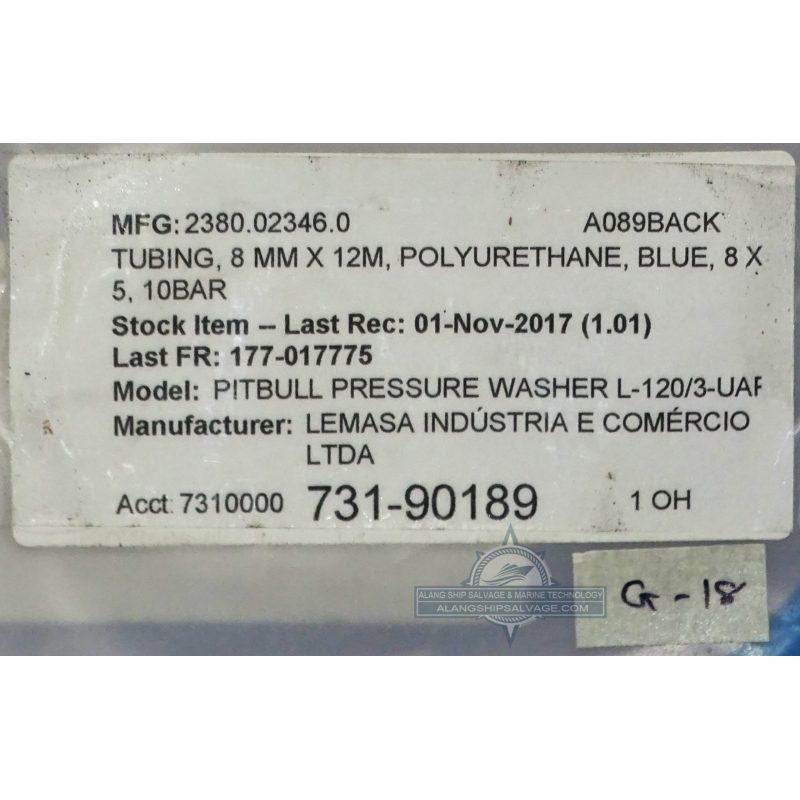 MFG: 2380.02346.0 A089BACK
TUBING, 8 MM X 12M, POLYURETHANE, BLUE, 8 X
5, 10BAR
Stock Item -- Last Rec: 01-Nov-2017 (1.01)
Last FR: 177-017775
Model: PITBULL PRESSURE WASHER L-120/3-UAF
Manufacturer: LEMASA INDÚSTRIA E COMÉRCIO
LTDA
Acct: 7310000 731-90189 1 OH
ALANG SHIP SALVAGE & MARINE TECHNOLOGY
ALANGSHIPSALVAGE.COM
G-18